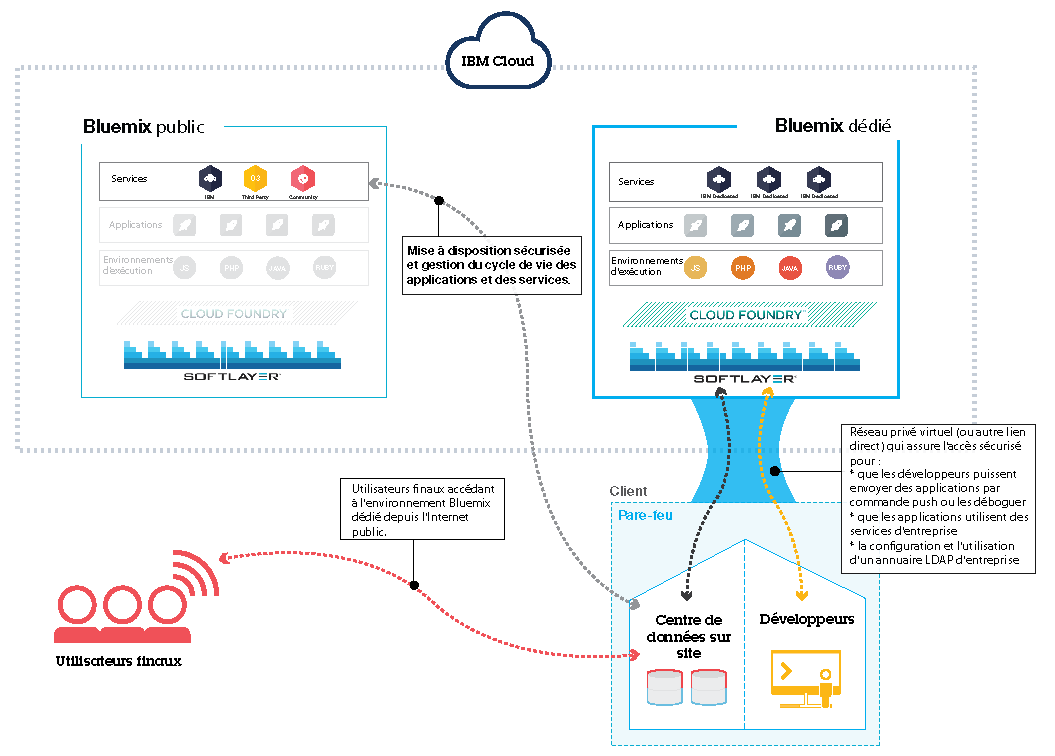 IBM Cloud
Bluemix public
Services
IBM
Third Party
Community
Applications
Environnements
d'exécution
JS
PHP
JAVA
RUBY
CLOUD FOUNDRY
SOFTLAYER
Bluemix dédié
Services
IBM Dedicated
IBM Dedicated
IBM Dedicated
Applications
Environnements
d'exécution
JS
PHP
JAVA
RUBY
CLOUD FOUNDRY
SOFTLAYER
Mise à disposition sécurisée
et gestion du cycle de vie des
applications et des services.
Réseau privé virtuel (ou autre lien
direct) qui assure l'accès sécurisé
pour :
* que les développeurs puissent
envoyer des applications par
commande push ou les déboguer
* que les applications utilisent des
services d'entreprise
* la configuration et l'utilisation
d'un annuaire LDAP d'entreprise
Utilisateurs finaux accédant
à l'environnement Bluemix
dédié depuis l'Internet
public.
Client
Pare-feu
Centre de
données sur
site
Développeurs
Utilisateurs finaux